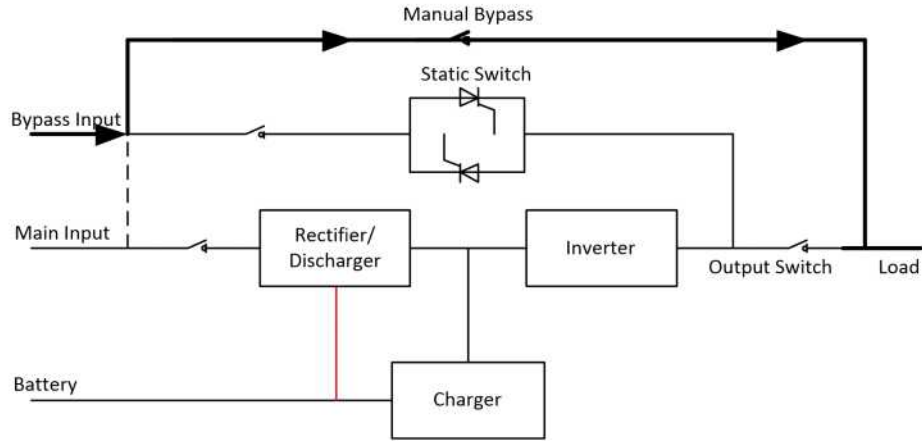 Manual Bypass
Static Switch
Bypass Input
Main Input
Rectifier/
Discharger
Inverter
Output Switch
Load
Battery
Charger